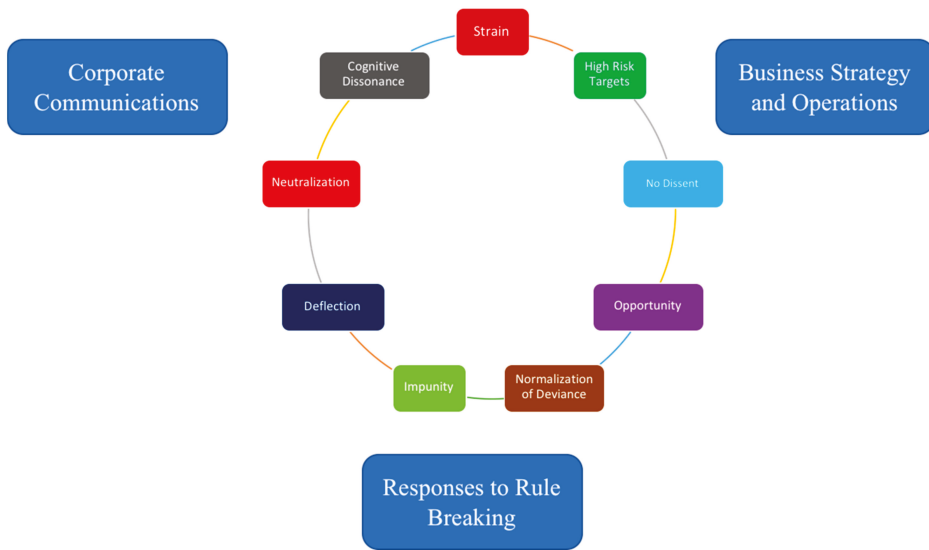 Strain
Corporate
Communications
Cognitive
Dissonance
High Risk
Targets
Business Strategy
and Operations
Neutralization
No Dissent
Deflection
Opportunity
Impunity
Normalization
of Deviance
Responses to Rule
Breaking